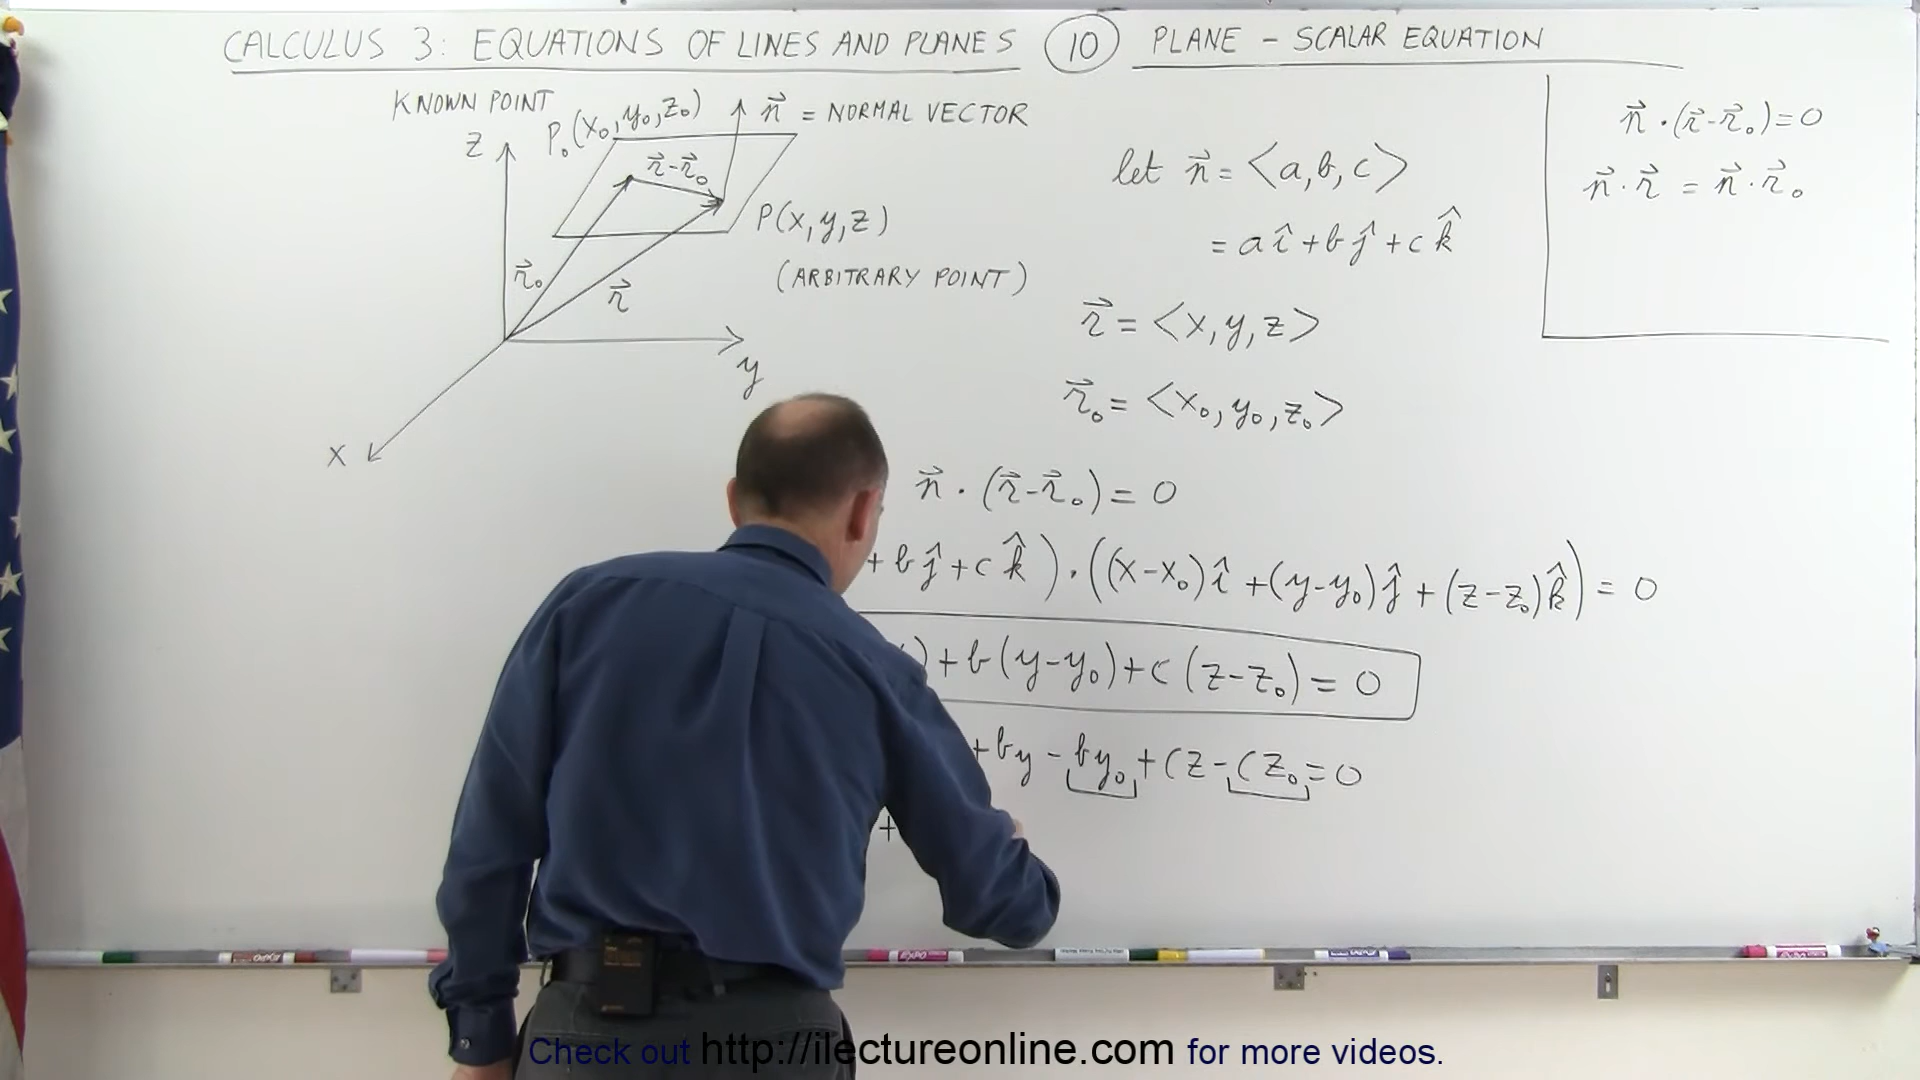 CALCULUS 3: EQUATIONS OF LINES AND PLANES (10) PLANE - SCALAR EQUATION
KNOWN POINT
P₀(x₀,y₀,z₀)
n⃗ = NORMAL VECTOR
z
r⃗-r⃗₀
P(x,y,z)
(ARBITRARY POINT)
r⃗₀
r⃗
y
x
let n⃗ = <a,b,c>
= a î + b ĵ + c k̂
r⃗ = <x,y,z>
r⃗₀ = <x₀,y₀,z₀>
n⃗ · (r⃗-r⃗₀)=0
n⃗ · r⃗ = n⃗ · r⃗₀
n⃗ · (r⃗-r⃗₀) = 0
+ b ĵ + c k̂) · ((x-x₀) î + (y-y₀) ĵ + (z-z₀) k̂) = 0
) + b(y-y₀) + c(z-z₀) = 0
+ by - by₀ + cz - cz₀ = 0
+
EXPO
EXPO
Check out http://ilectureonline.com for more videos.